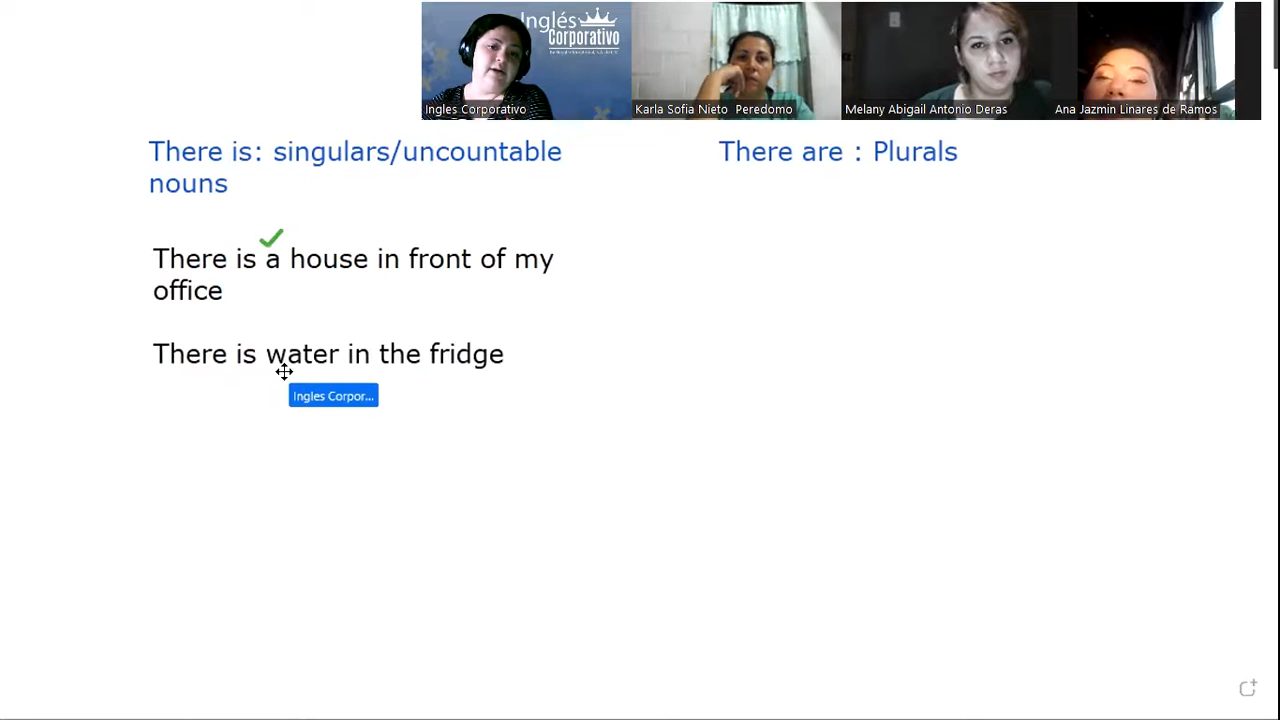 Inglés
Corporativo
Ingles Corporativo
Karla Sofia Nieto Peredomo
Melany Abigail Antonio Deras
Ana Jazmin Linares de Ramos
There is: singulars/uncountable
nouns
There are : Plurals
There is a house in front of my
office
There is water in the fridge
Ingles Corpor...